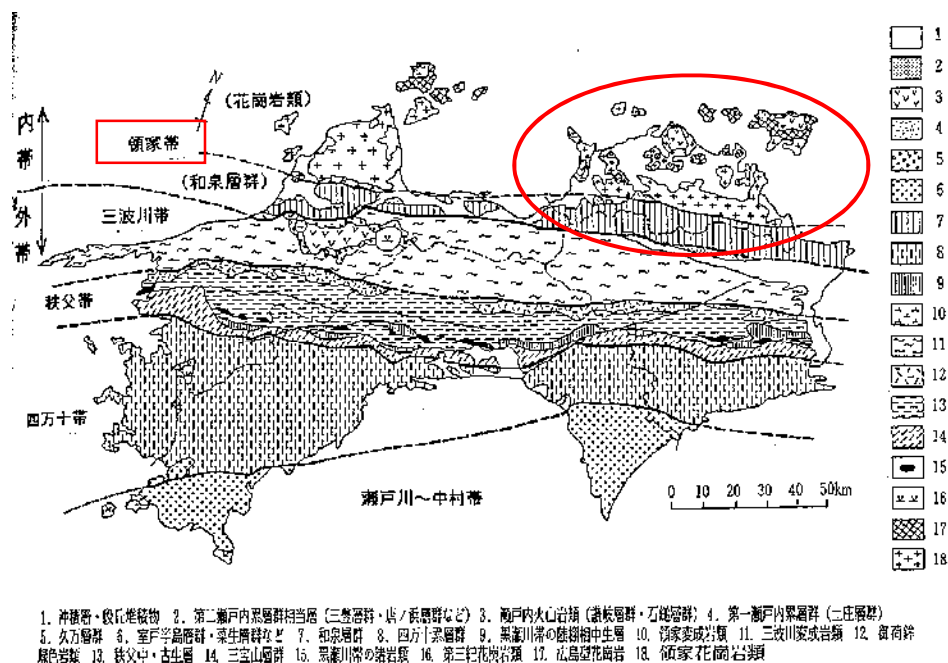 N
内帯
外帯
領家帯
(花崗岩類)
(和泉層群)
三波川帯
秩父帯
四万十帯
瀬戸川～中村帯
0 10 20 30 40 50km
1
2
3
4
5
6
7
8
9
10
11
12
13
14
15
16
17
18
1. 沖積層・段丘堆積物 2. 第二瀬戸内累層群相当層 (三豊層群・唐ノ浜層群など) 3. 瀬戸内火山岩類 (讃岐層群・石鎚層群) 4. 第一瀬戸内累層群 (土庄層群)
5. 久万層群 6. 室戸半島層群・菜生層群など 7. 和泉層群 8. 四万十累層群 9. 黒瀬川帯の陸棚相中生層 10. 領家変成岩類 11. 三波川変成岩類 12. 御荷鉾
緑色岩類 13. 秩父中・古生層 14. 三宝山層群 15. 黒瀬川帯の諸岩類 16. 第三紀花崗岩類 17. 広島型花崗岩 18. 領家花崗岩類